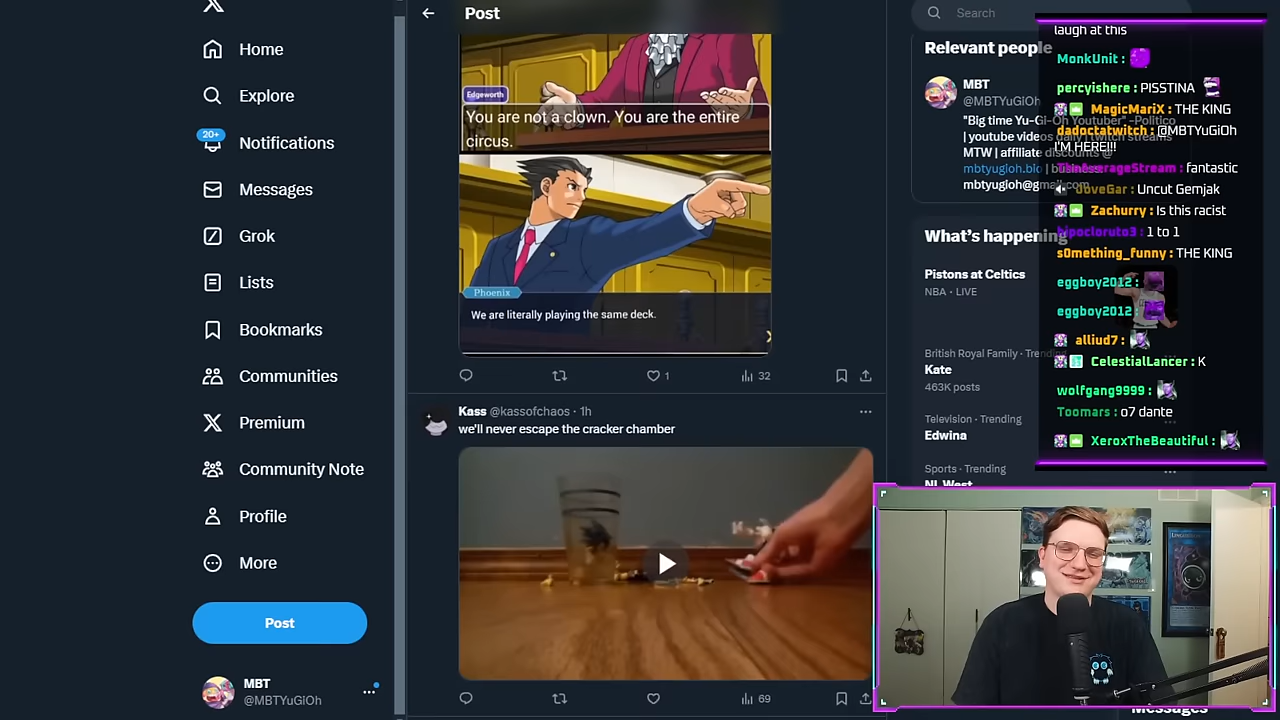 Home
Explore
20+
Notifications
Messages
Grok
Lists
Bookmarks
Communities
Premium
Community Note
Profile
More
Post
MBT
@MBTYuGiOh
Post
Edgeworth
You are not a clown. You are the entire
circus.
Phoenix
We are literally playing the same deck.
1
32
Kass @kassofchaos · 1h
we'll never escape the cracker chamber
69
Search
Relevant people
MBT
@MBTYuGiOh
"Big time Yu-Gi-Oh Youtuber" -Politico
| youtube videos daily | twitch streams
MTW | affiliate discounts @
mbtyugioh.bio | business:
mbtyugioh@gmail.com
What's happening
Pistons at Celtics
NBA · LIVE
British Royal Family · Trending
Kate
463K posts
Television · Trending
Edwina
Sports · Trending
NL West
Messages
laugh at this
MonkUnit :
percyishere : PISSTINA
MagicMariX : THE KING
dadoctatwitch : @MBTYuGiOh
I'M HERE!!!
TheAverageStream : fantastic
JoveGar : Uncut Gemjak
Zachurry : Is this racist
hipocloruto3 : 1 to 1
s0mething_funny : THE KING
eggboy2012 :
eggboy2012 :
alliud7 :
CelestialLancer : K
wolfgang9999 :
Toomars : o7 dante
XeroxTheBeautiful :